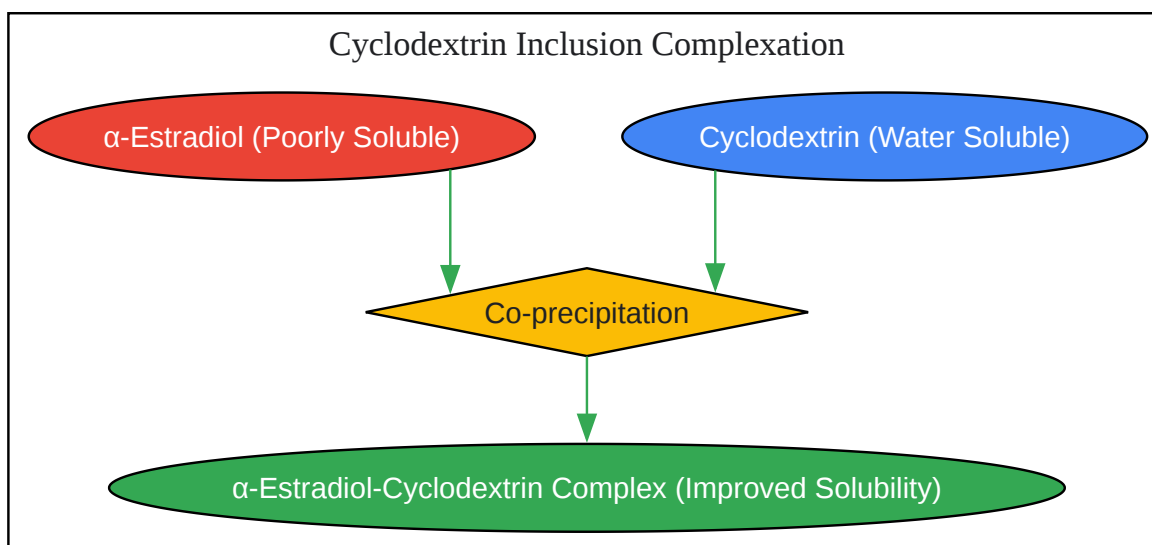 Cyclodextrin Inclusion Complexation
α-Estradiol (Poorly Soluble)
Cyclodextrin (Water Soluble)
Co-precipitation
α-Estradiol-Cyclodextrin Complex (Improved Solubility)